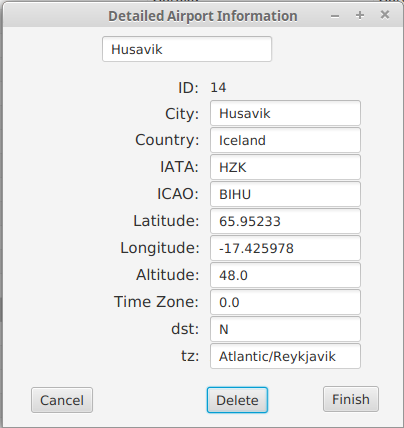 Detailed Airport Information
Husavik
ID: 14
City: Husavik
Country: Iceland
IATA: HZK
ICAO: BIHU
Latitude: 65.95233
Longitude: -17.425978
Altitude: 48.0
Time Zone: 0.0
dst: N
tz: Atlantic/Reykjavik
Cancel Delete Finish